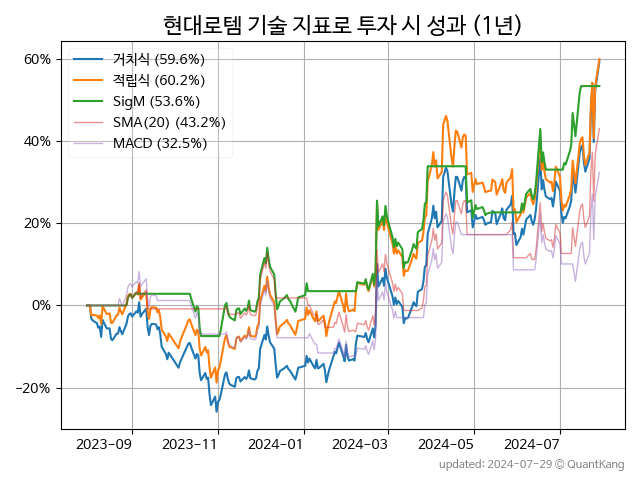 현대로템 기술 지표로 투자 시 성과 (1년)
60%
40%
20%
0%
−20%
거치식 (59.6%)
적립식 (60.2%)
SigM (53.6%)
SMA(20) (43.2%)
MACD (32.5%)
2023-09 2023-11 2024-01 2024-03 2024-05 2024-07
updated: 2024-07-29 © QuantKang